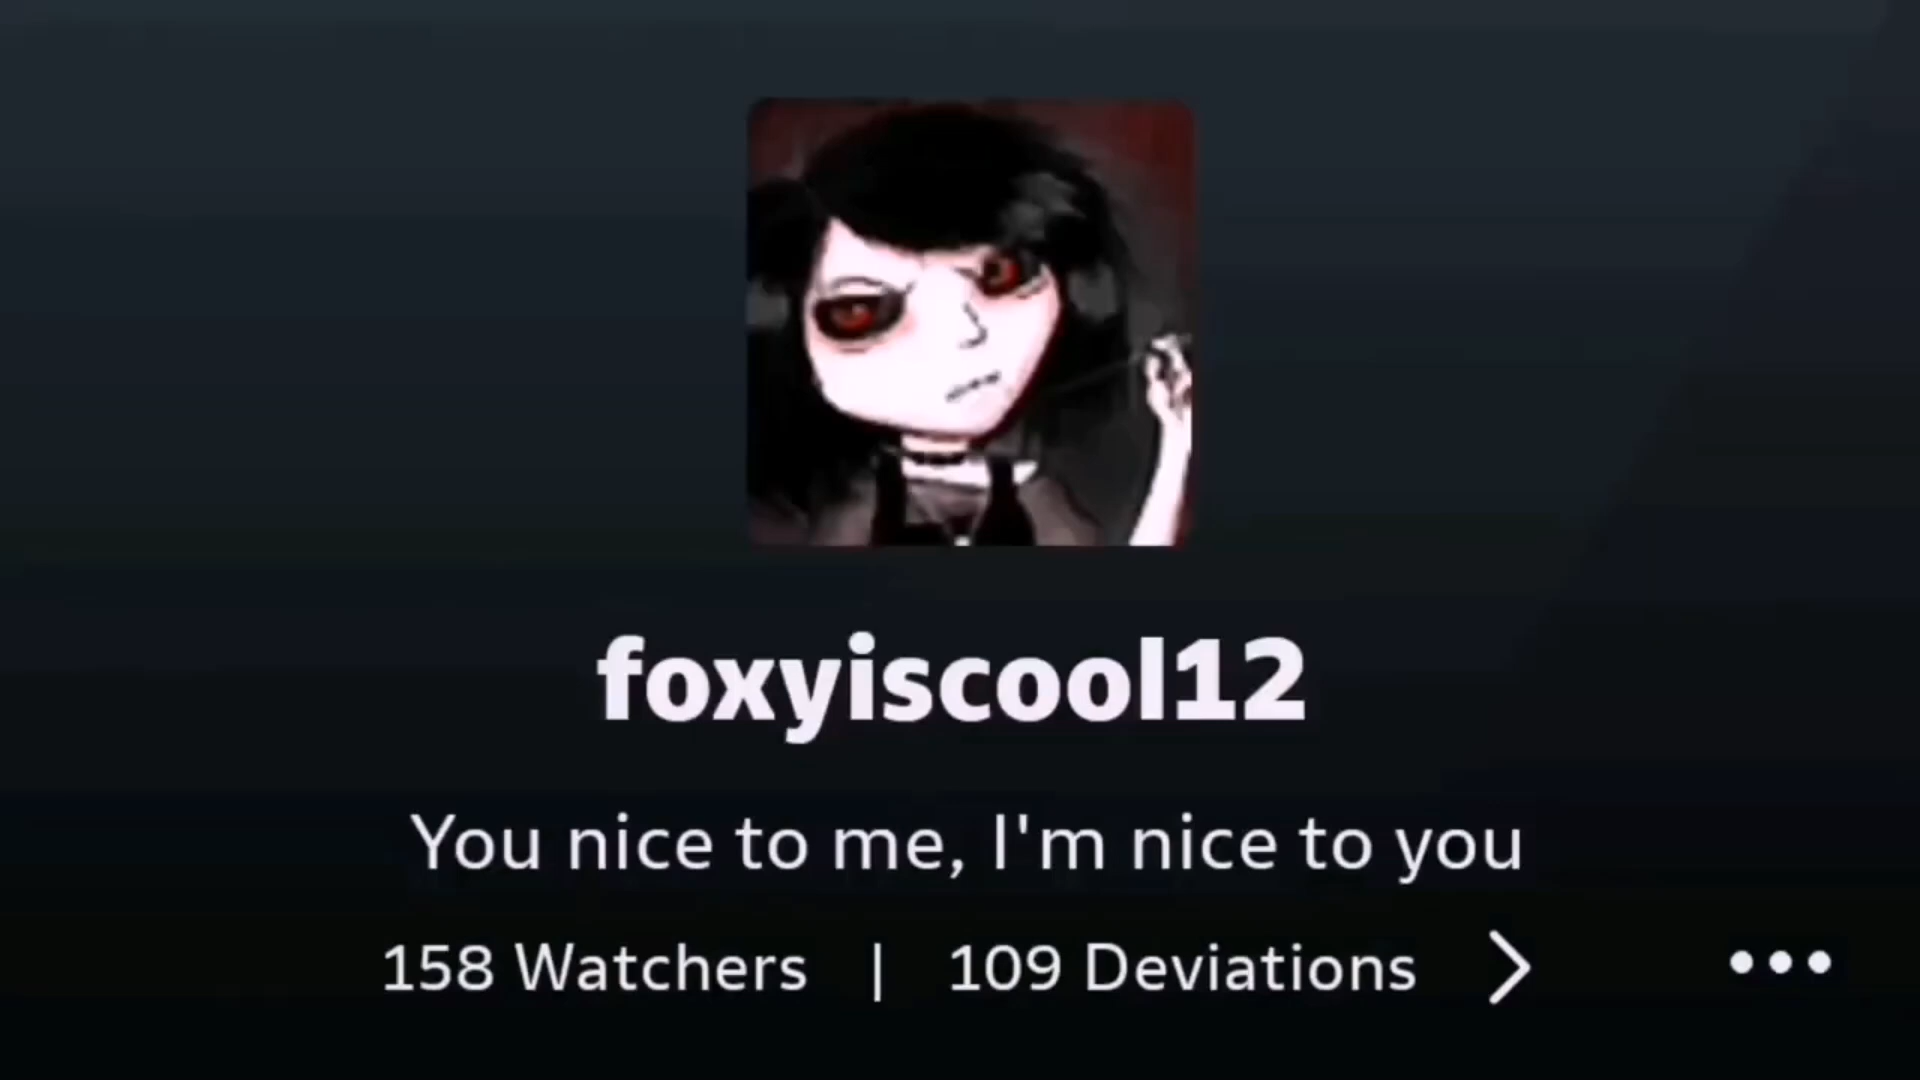 foxyiscool12
You nice to me, I'm nice to you
158 Watchers | 109 Deviations